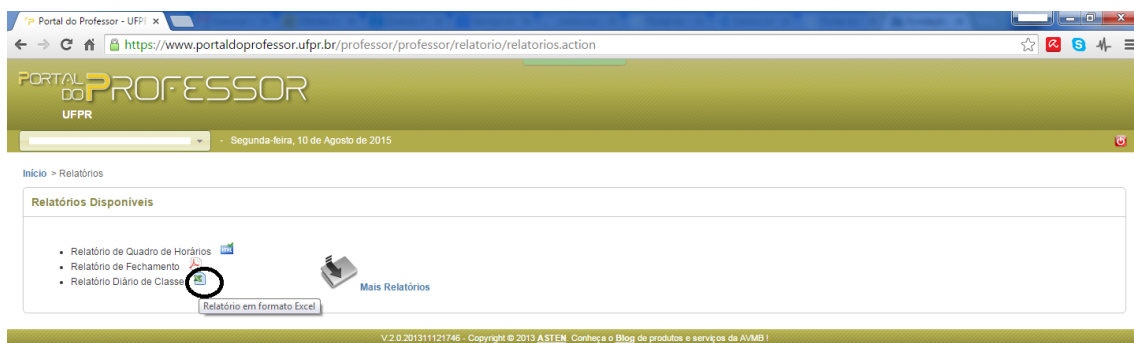 Portal do Professor - UFPI
https://www.portaldoprofessor.ufpr.br/professor/professor/relatorio/relatorios.action
PORTAL DO PROFESSOR
UFPR
- Segunda-feira, 10 de Agosto de 2015
Início > Relatórios
Relatórios Disponíveis
Relatório de Quadro de Horários
Relatório de Fechamento
Relatório Diário de Classe
Mais Relatórios
Relatório em formato Excel
V.2.0.201311121746 - Copyright © 2013 ASTEN. Conheça o Blog de produtos e serviços da AVMB !